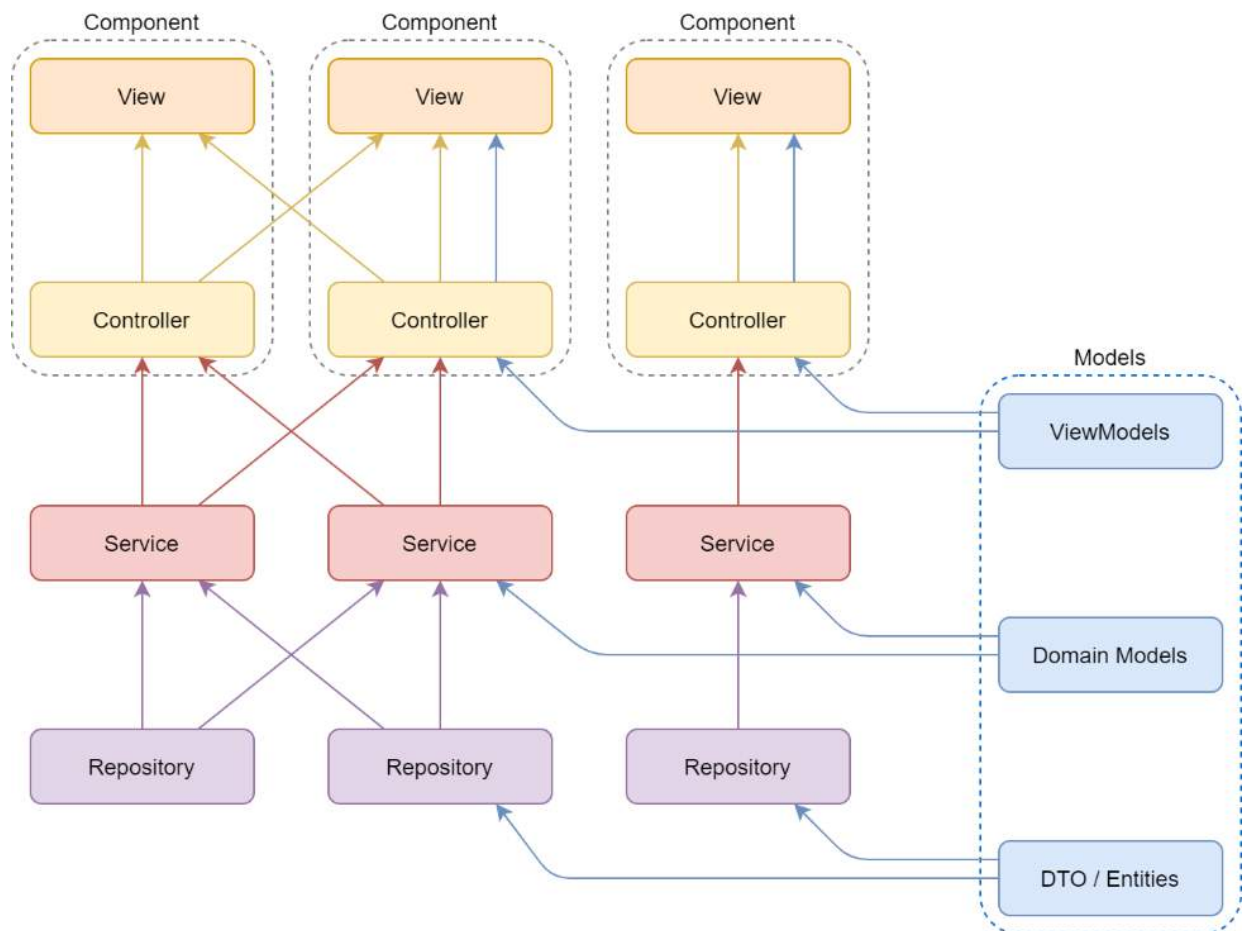 Component
Component
Component
View
View
View
Controller
Controller
Controller
Models
ViewModels
Service
Service
Service
Domain Models
Repository
Repository
Repository
DTO / Entities